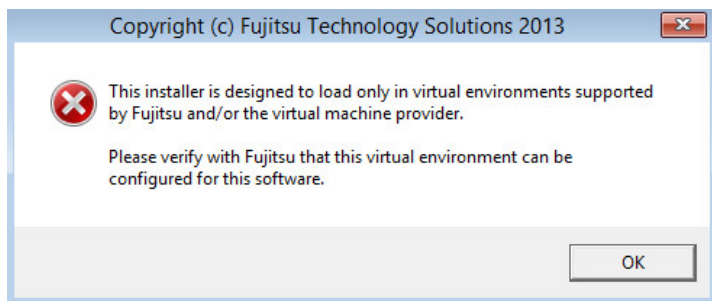 Copyright (c) Fujitsu Technology Solutions 2013
This installer is designed to load only in virtual environments supported
by Fujitsu and/or the virtual machine provider.
Please verify with Fujitsu that this virtual environment can be
configured for this software.
OK